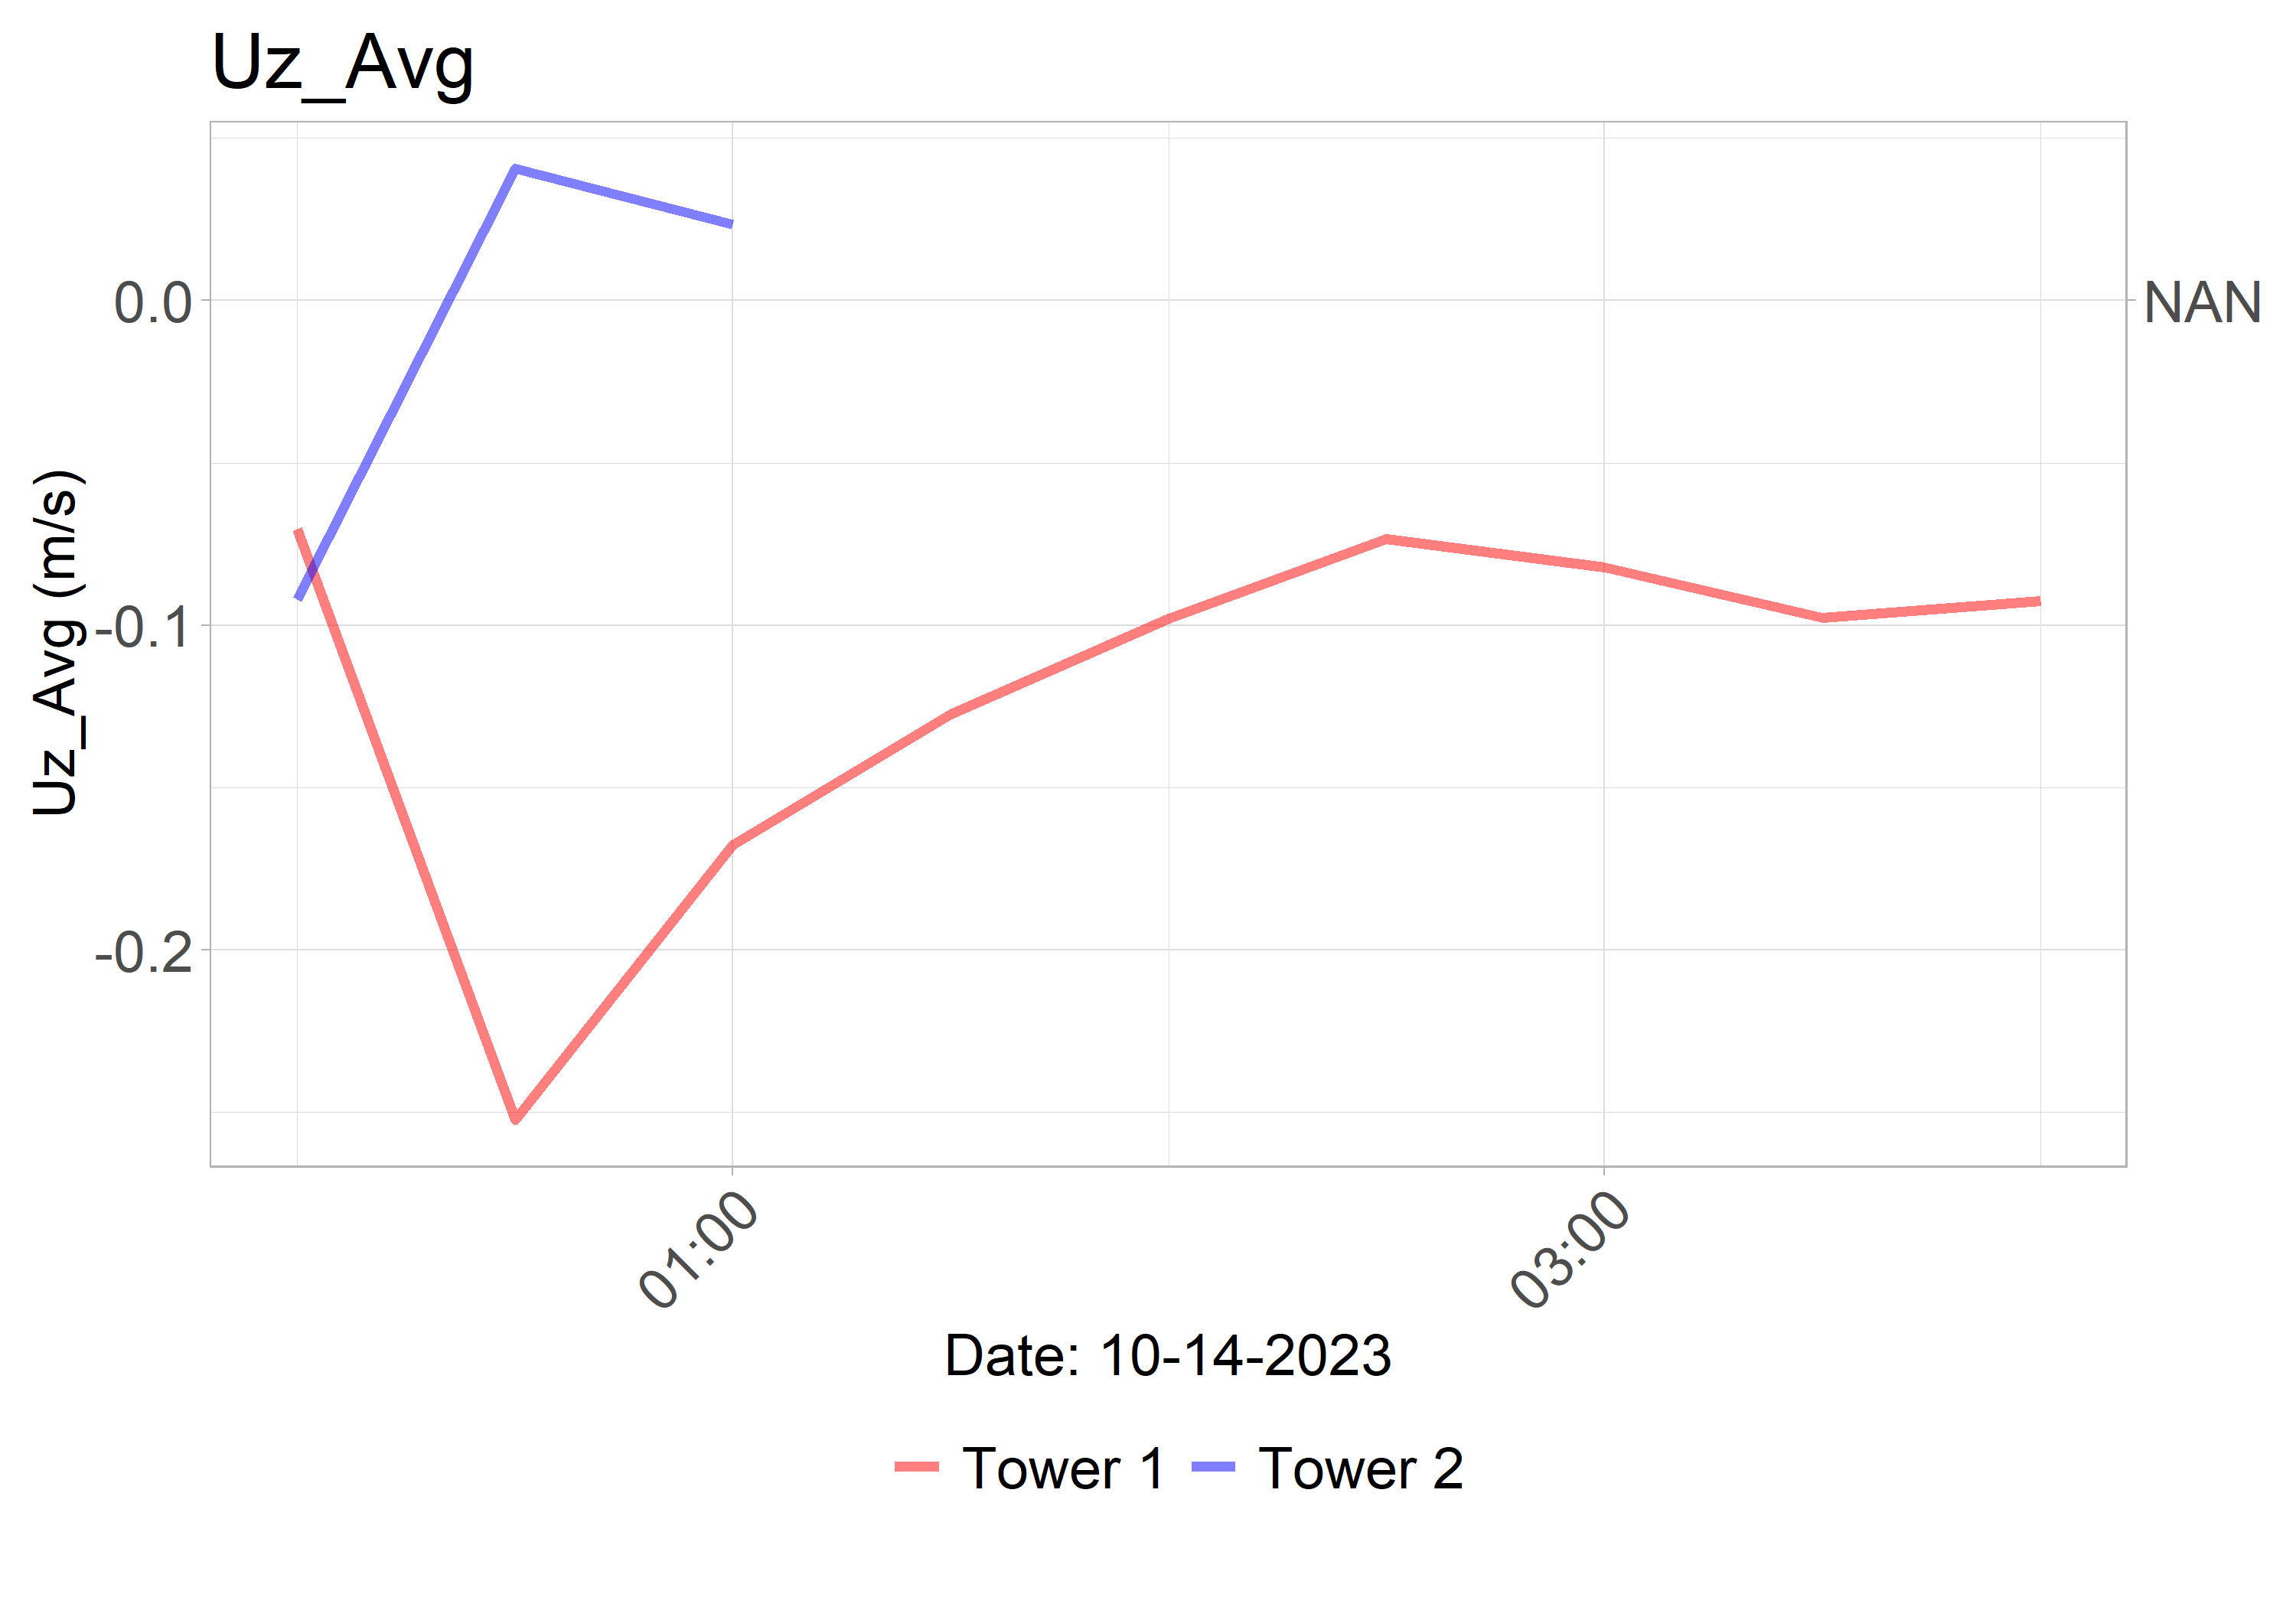 Uz_Avg
Uz_Avg (m/s)
0.0
-0.1
-0.2
NAN
01:00
03:00
Date: 10-14-2023
Tower 1
Tower 2